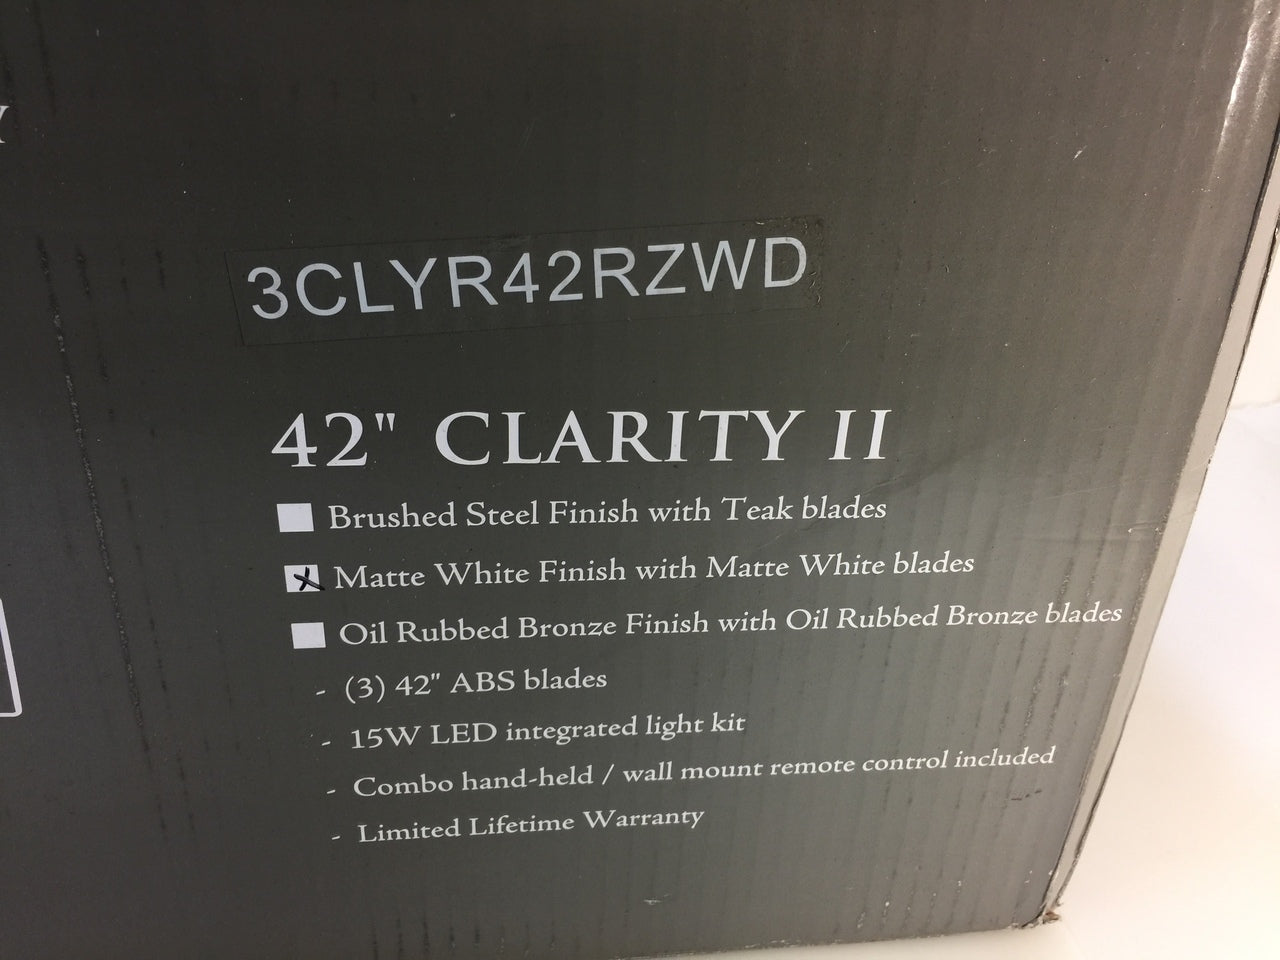 3CLYR42RZWD
42" CLARITY II
Brushed Steel Finish with Teak blades
Matte White Finish with Matte White blades
Oil Rubbed Bronze Finish with Oil Rubbed Bronze blades
- (3) 42" ABS blades
- 15W LED integrated light kit
- Combo hand-held / wall mount remote control included
- Limited Lifetime Warranty